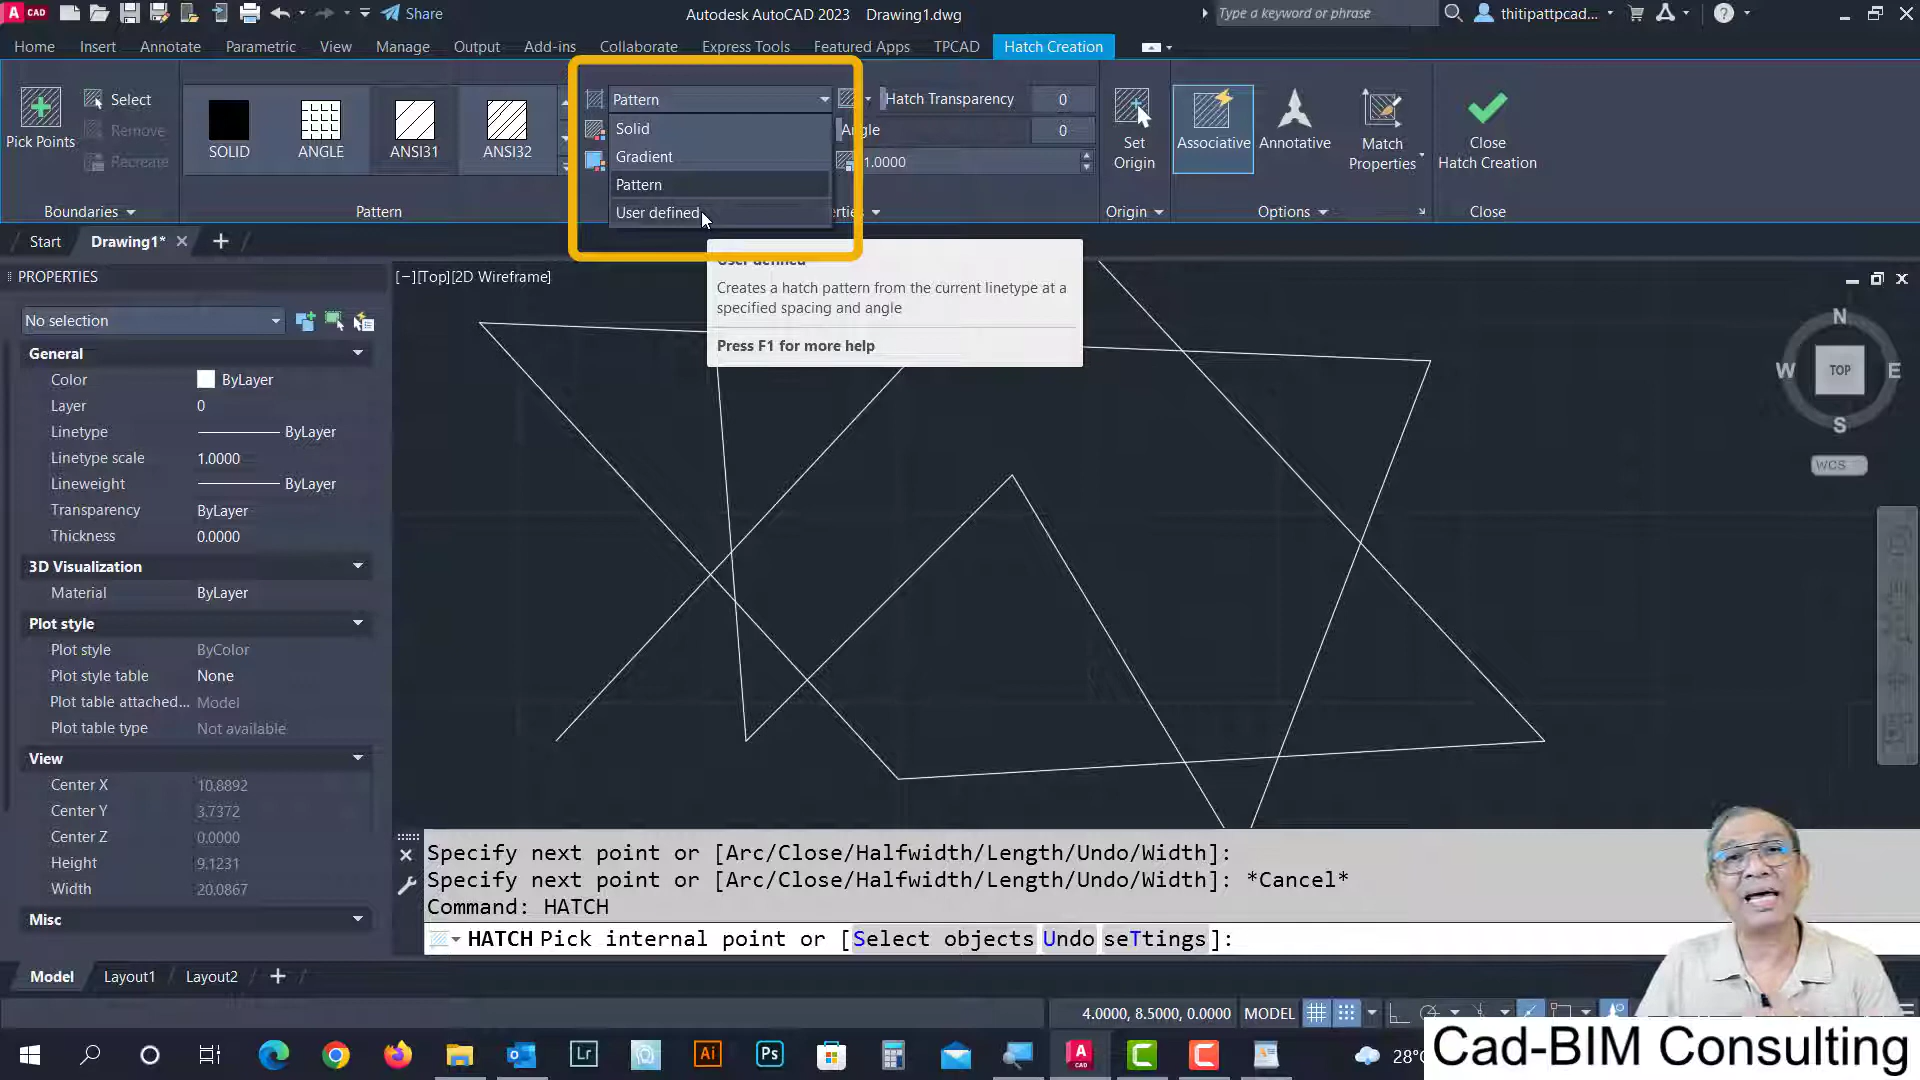 CAD
Share
Autodesk AutoCAD 2023 Drawing1.dwg
Type a keyword or phrase
thitipattpcad...
Home Insert Annotate Parametric View Manage Output Add-ins Collaborate Express Tools Featured Apps TPCAD Hatch Creation
Pick Points
Select
Remove
Recreate
Boundaries
SOLID ANGLE ANSI31 ANSI32
Pattern
Pattern
Solid
Gradient
Pattern
User defined
Hatch Transparency 0
Angle 0
1.0000
Set
Origin
Origin
Associative
Annotative
Match
Properties
Options
Close
Hatch Creation
Close
Start Drawing1*
PROPERTIES
No selection
General
Color ByLayer
Layer 0
Linetype ByLayer
Linetype scale 1.0000
Lineweight ByLayer
Transparency ByLayer
Thickness 0.0000
3D Visualization
Material ByLayer
Plot style
Plot style ByColor
Plot style table None
Plot table attached... Model
Plot table type Not available
View
Center X 10.8892
Center Y 3.7372
Center Z 0.0000
Height 9.1231
Width 20.0867
Misc
[−][Top][2D Wireframe]
User defined
Creates a hatch pattern from the current linetype at a
specified spacing and angle
Press F1 for more help
N
W TOP E
S
WCS
Specify next point or [Arc/Close/Halfwidth/Length/Undo/Width]:
Specify next point or [Arc/Close/Halfwidth/Length/Undo/Width]: *Cancel*
Command: HATCH
HATCH Pick internal point or [Select objects Undo seTtings]:
Model Layout1 Layout2
4.0000, 8.5000, 0.0000 MODEL
Lr Ai Ps
A CAD
28°
Cad-BIM Consulting